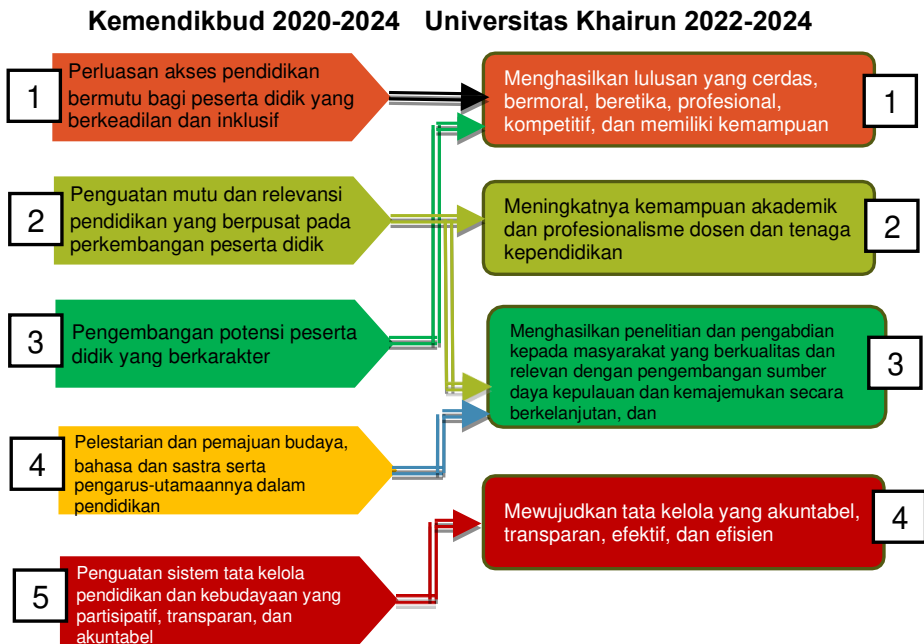 Kemendikbud 2020-2024 Universitas Khairun 2022-2024
1
Perluasan akses pendidikan
bermutu bagi peserta didik yang
berkeadilan dan inklusif
Menghasilkan lulusan yang cerdas,
bermoral, beretika, profesional,
kompetitif, dan memiliki kemampuan
1
2
Penguatan mutu dan relevansi
pendidikan yang berpusat pada
perkembangan peserta didik
Meningkatnya kemampuan akademik
dan profesionalisme dosen dan tenaga
kependidikan
2
3
Pengembangan potensi peserta
didik yang berkarakter
Menghasilkan penelitian dan pengabdian
kepada masyarakat yang berkualitas dan
relevan dengan pengembangan sumber
daya kepulauan dan kemajemukan secara
berkelanjutan, dan
3
4
Pelestarian dan pemajuan budaya,
bahasa dan sastra serta
pengarus-utamaannya dalam
pendidikan
Mewujudkan tata kelola yang akuntabel,
transparan, efektif, dan efisien
4
5
Penguatan sistem tata kelola
pendidikan dan kebudayaan yang
partisipatif, transparan, dan
akuntabel